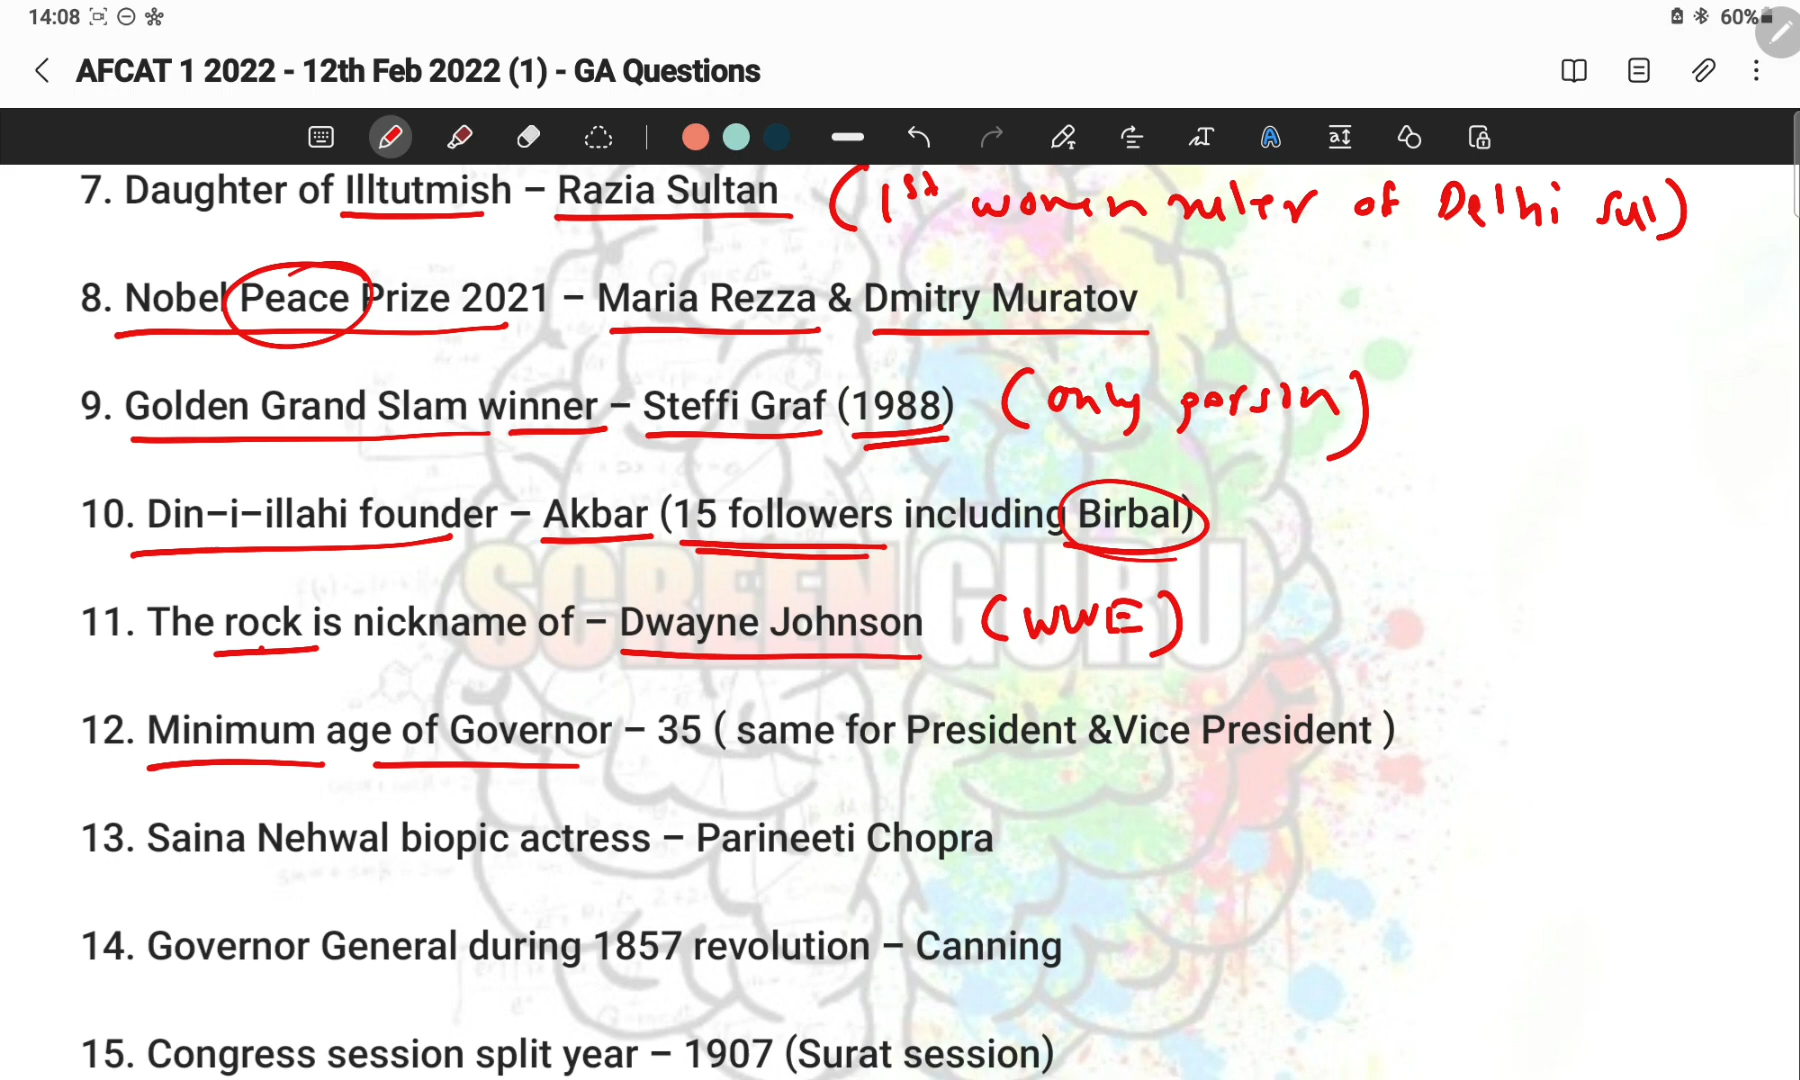 14:08 60%
AFCAT 1 2022 - 12th Feb 2022 (1) - GA Questions
7. Daughter of Illtutmish – Razia Sultan (1st women ruler of Delhi sul)
8. Nobel Peace Prize 2021 – Maria Rezza & Dmitry Muratov
9. Golden Grand Slam winner – Steffi Graf (1988) (only person)
10. Din–i–illahi founder – Akbar (15 followers including Birbal)
SCREEN GURU
11. The rock is nickname of – Dwayne Johnson (WWE)
12. Minimum age of Governor – 35 ( same for President &Vice President )
13. Saina Nehwal biopic actress – Parineeti Chopra
14. Governor General during 1857 revolution – Canning
15. Congress session split year – 1907 (Surat session)